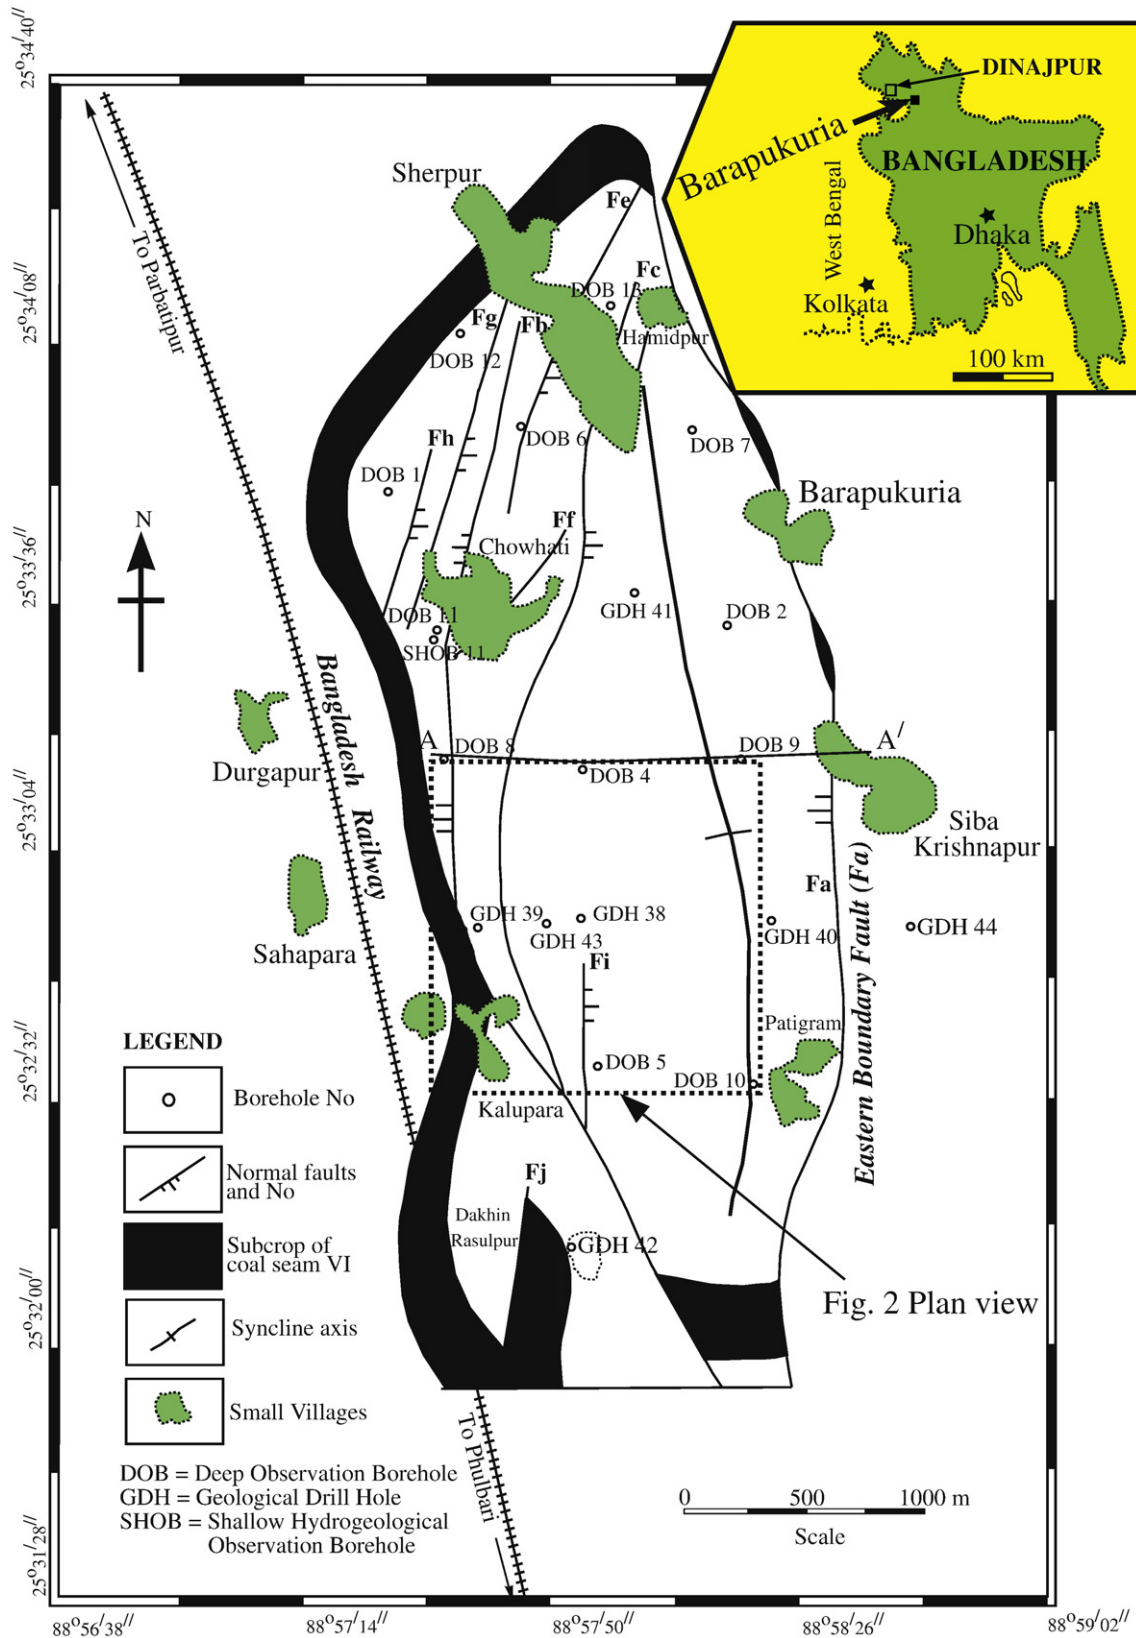 25°34/40//
25°34/08//
25°33/36//
25°33/04//
25°32/32//
25°32/00//
25°31/28//
88°56/38//
88°57/14//
88°57/50//
88°58/26//
88°59/02//
DINAJPUR
Barapukuria
BANGLADESH
West Bengal
Dhaka
Kolkata
100 km
To Parbatipur
Sherpur
Fe
Fc
DOB 13
Hamidpur
Fg
Fb
DOB 12
Fh
DOB 6
DOB 7
DOB 1
Barapukuria
N
Ff
Chowhati
GDH 41
DOB 2
DOB 11
SHOB 11
Bangladesh Railway
Durgapur
A
DOB 8
DOB 9
A/
DOB 4
Siba
Krishnapur
Sahapara
Fa
Eastern Boundary Fault (Fa)
GDH 39
GDH 38
GDH 43
GDH 40
GDH 44
Fi
Patigram
DOB 5
DOB 10
Kalupara
Fj
Dakhin
Rasulpur
GDH 42
Fig. 2 Plan view
LEGEND
Borehole No
Normal faults
and No
Subcrop of
coal seam VI
Syncline axis
Small Villages
DOB = Deep Observation Borehole
GDH = Geological Drill Hole
SHOB = Shallow Hydrogeological
Observation Borehole
To Phulbari
0 500 1000 m
Scale